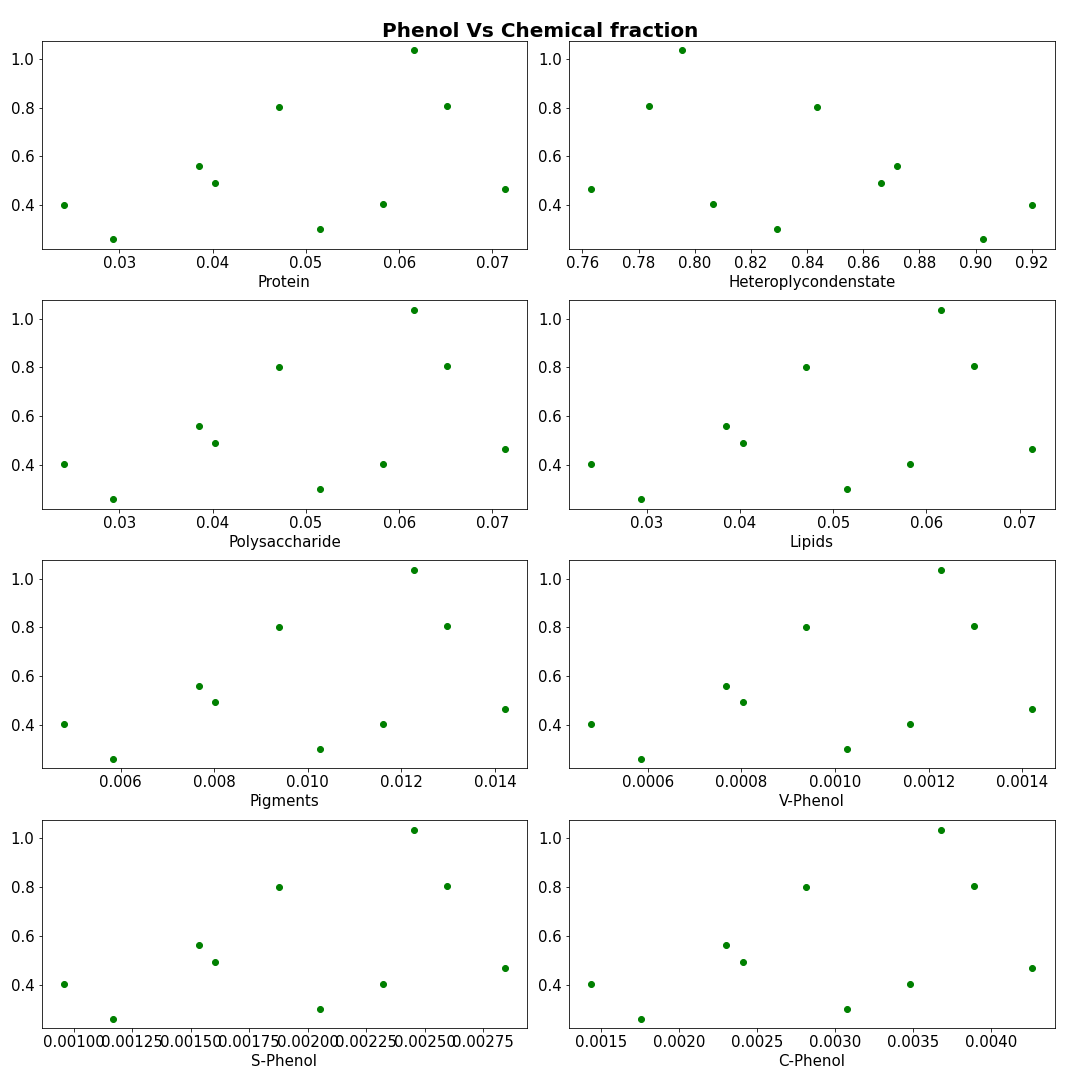 Phenol Vs Chemical fraction
1.0
0.8
0.6
0.4
0.03 0.04 0.05 0.06 0.07
Protein
1.0
0.8
0.6
0.4
0.76 0.78 0.80 0.82 0.84 0.86 0.88 0.90 0.92
Heteroplycondenstate
1.0
0.8
0.6
0.4
0.03 0.04 0.05 0.06 0.07
Polysaccharide
1.0
0.8
0.6
0.4
0.03 0.04 0.05 0.06 0.07
Lipids
1.0
0.8
0.6
0.4
0.006 0.008 0.010 0.012 0.014
Pigments
1.0
0.8
0.6
0.4
0.0006 0.0008 0.0010 0.0012 0.0014
V-Phenol
1.0
0.8
0.6
0.4
0.00100 0.00125 0.00150 0.00175 0.00200 0.00225 0.00250 0.00275
S-Phenol
1.0
0.8
0.6
0.4
0.0015 0.0020 0.0025 0.0030 0.0035 0.0040
C-Phenol